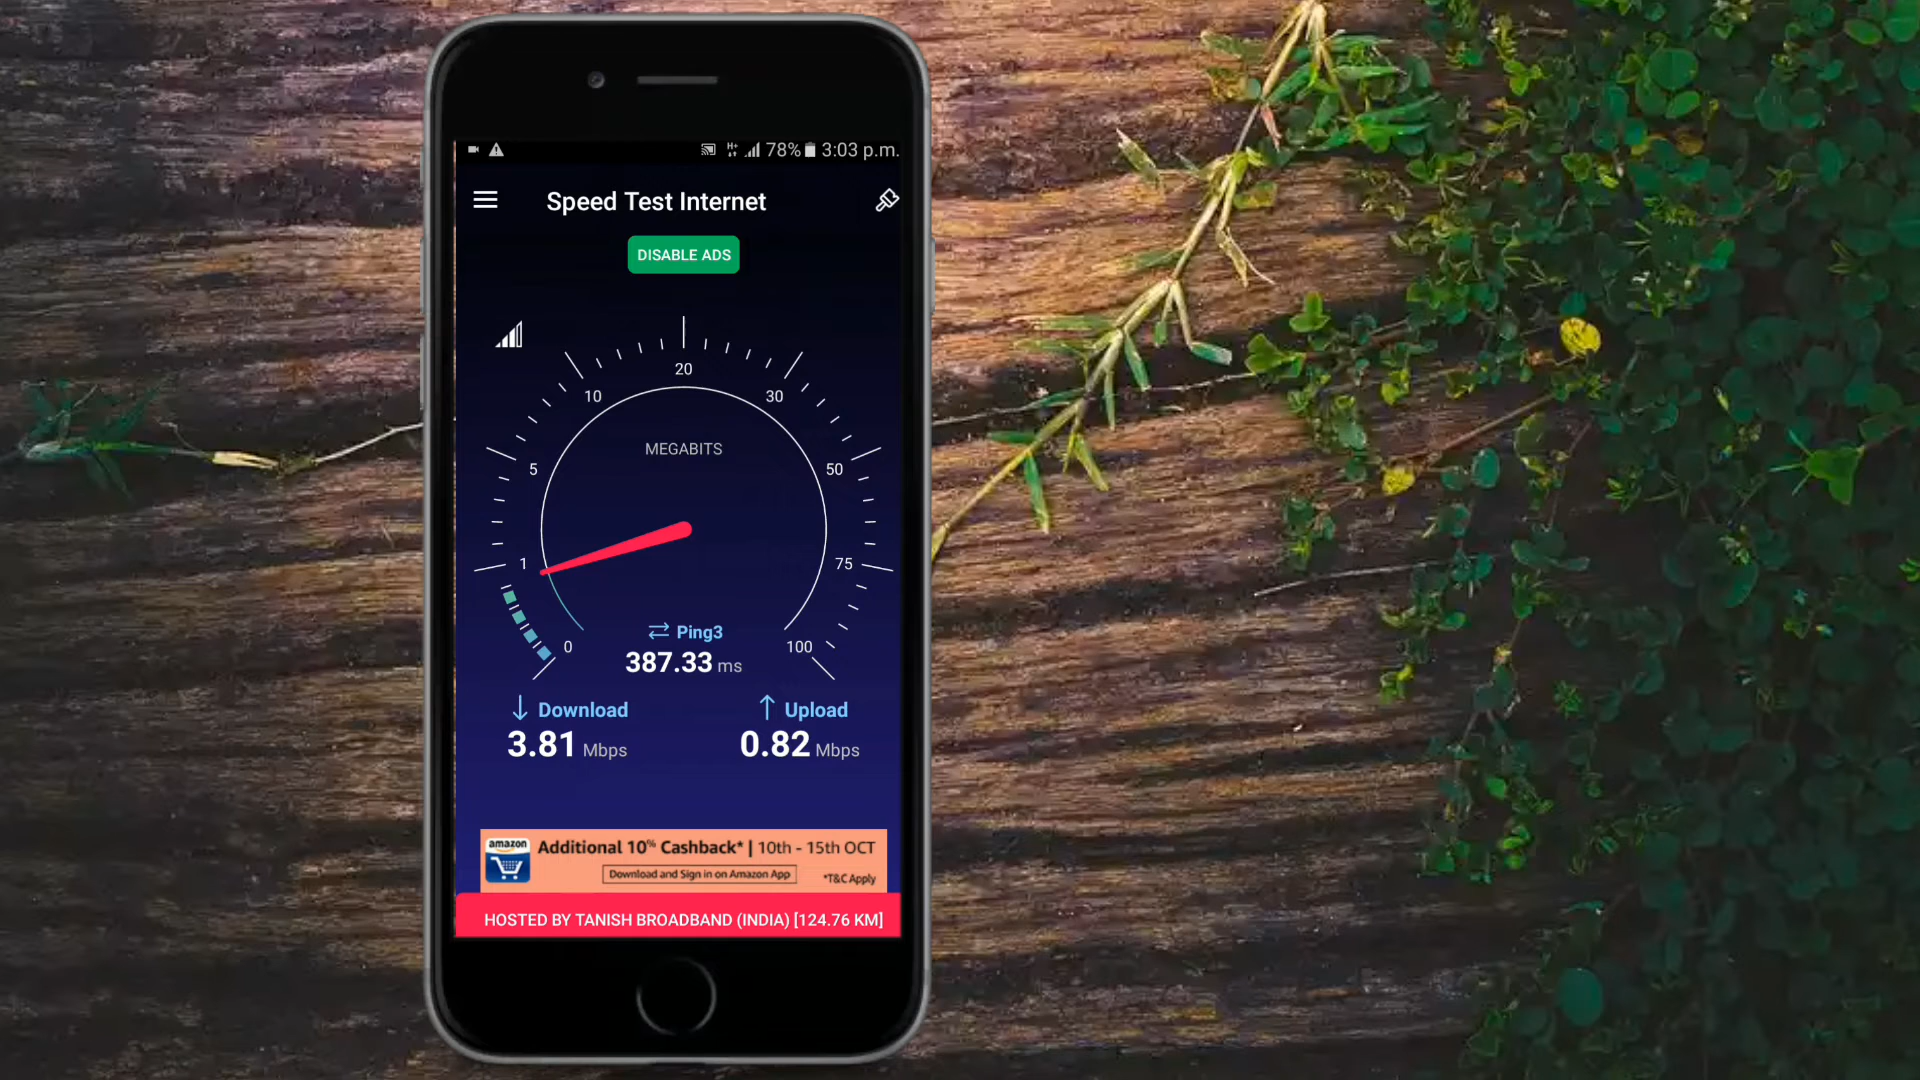 H+ 78% 3:03 p.m.
Speed Test Internet
DISABLE ADS
20
10 30
MEGABITS
5 50
1 75
0 100
Ping3
387.33 ms
Download Upload
3.81 Mbps 0.82 Mbps
amazon
Additional 10% Cashback* | 10th - 15th OCT
Download and Sign in on Amazon App *T&C Apply
HOSTED BY TANISH BROADBAND (INDIA) [124.76 KM]